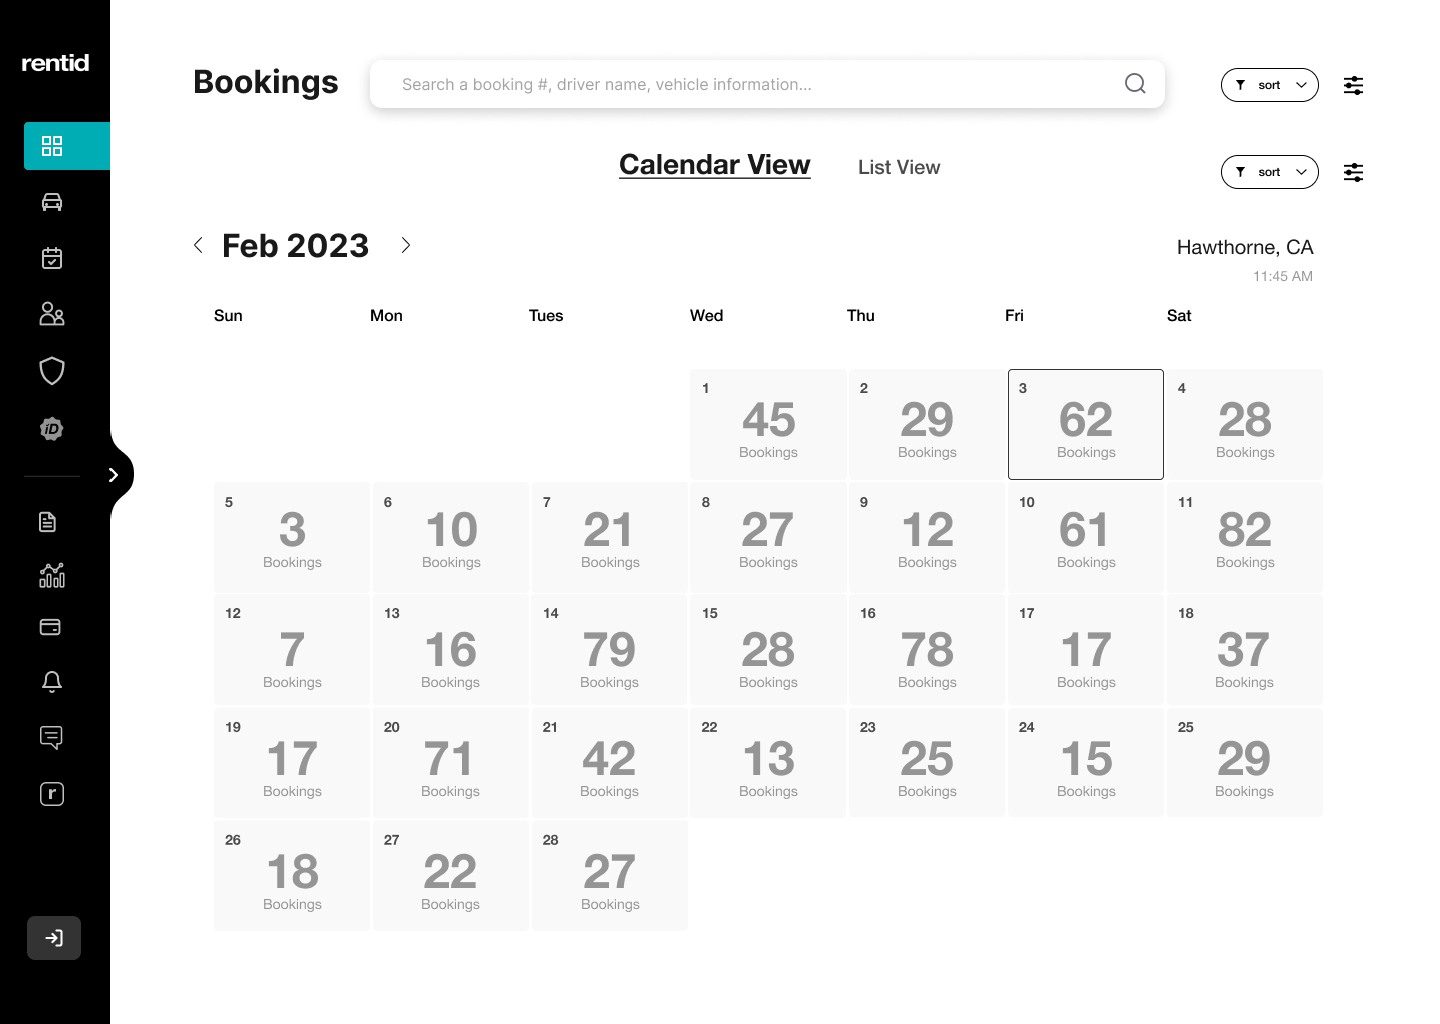 rentid
Bookings
Search a booking #, driver name, vehicle information...
sort
Calendar View
List View
sort
Feb 2023
Hawthorne, CA
11:45 AM
Sun Mon Tues Wed Thu Fri Sat
1 2 3 4
45 29 62 28
Bookings Bookings Bookings Bookings
5 6 7 8 9 10 11
3 10 21 27 12 61 82
Bookings Bookings Bookings Bookings Bookings Bookings Bookings
12 13 14 15 16 17 18
7 16 79 28 78 17 37
Bookings Bookings Bookings Bookings Bookings Bookings Bookings
19 20 21 22 23 24 25
17 71 42 13 25 15 29
Bookings Bookings Bookings Bookings Bookings Bookings Bookings
26 27 28
18 22 27
Bookings Bookings Bookings
iD
r